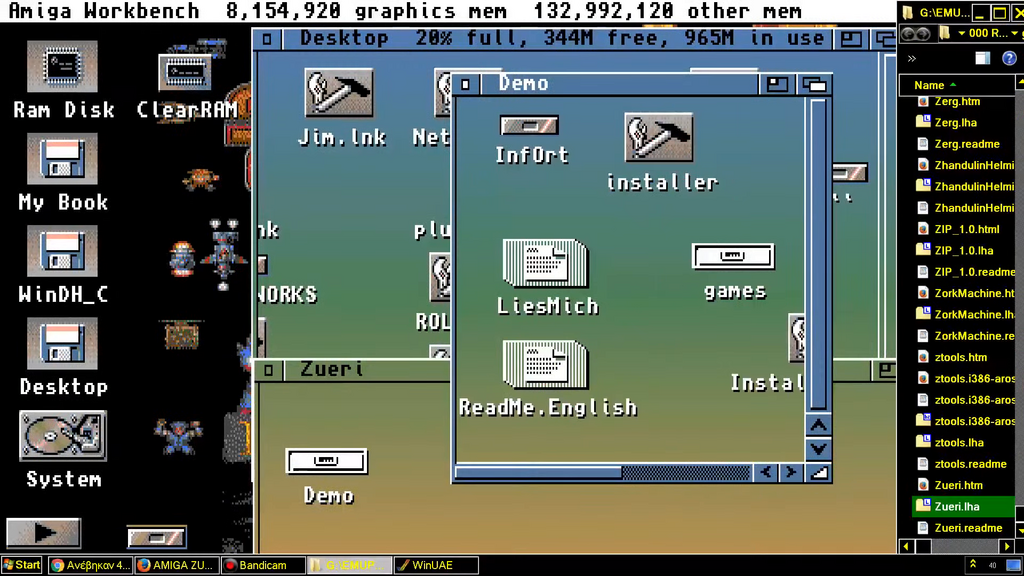 Amiga Workbench 8,154,920 graphics mem 132,992,120 other mem
Ram Disk
ClearRAM
My Book
WinDH_C
Desktop
System
Desktop 20% full, 344M free, 965M in use
Jim.lnk
Net
nk
plu
WORKS
ROL
Zueri
Demo
Demo
InfOrt
installer
LiesMich
games
ReadMe.English
Instal
G:\EMU...
000 R...
Name
Zerg.htm
Zerg.lha
Zerg.readme
ZhandulinHelmi
ZhandulinHelmi
ZhandulinHelmi
ZIP_1.0.html
ZIP_1.0.lha
ZIP_1.0.readme
ZorkMachine.ht
ZorkMachine.lh
ZorkMachine.re
ztools.htm
ztools.i386-aros
ztools.i386-aros
ztools.i386-aros
ztools.lha
ztools.readme
Zueri.htm
Zueri.lha
Zueri.readme
Start
Ανέβηκαν 4...
AMIGA ZU...
Bandicam
G:\EMUP...
WinUAE
40